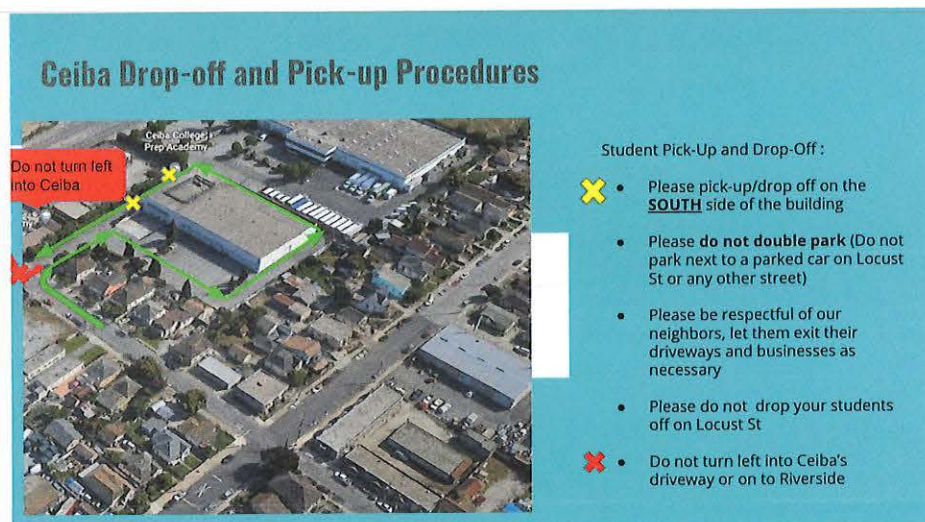 Ceiba Drop-off and Pick-up Procedures
Ceiba College
Prep Academy
Do not turn left
into Ceiba
Student Pick-Up and Drop-Off :
Please pick-up/drop off on the
SOUTH side of the building
Please do not double park (Do not
park next to a parked car on Locust
St or any other street)
Please be respectful of our
neighbors, let them exit their
driveways and businesses as
necessary
Please do not drop your students
off on Locust St
Do not turn left into Ceiba's
driveway or on to Riverside